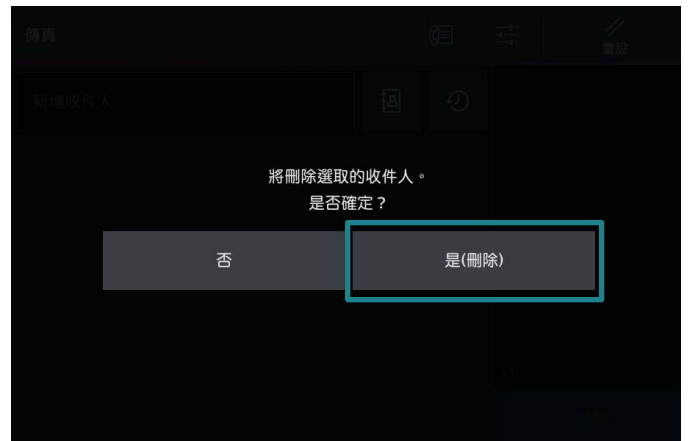 傳真
重設
新增收件人
將刪除選取的收件人。
是否確定？
否
是(刪除)